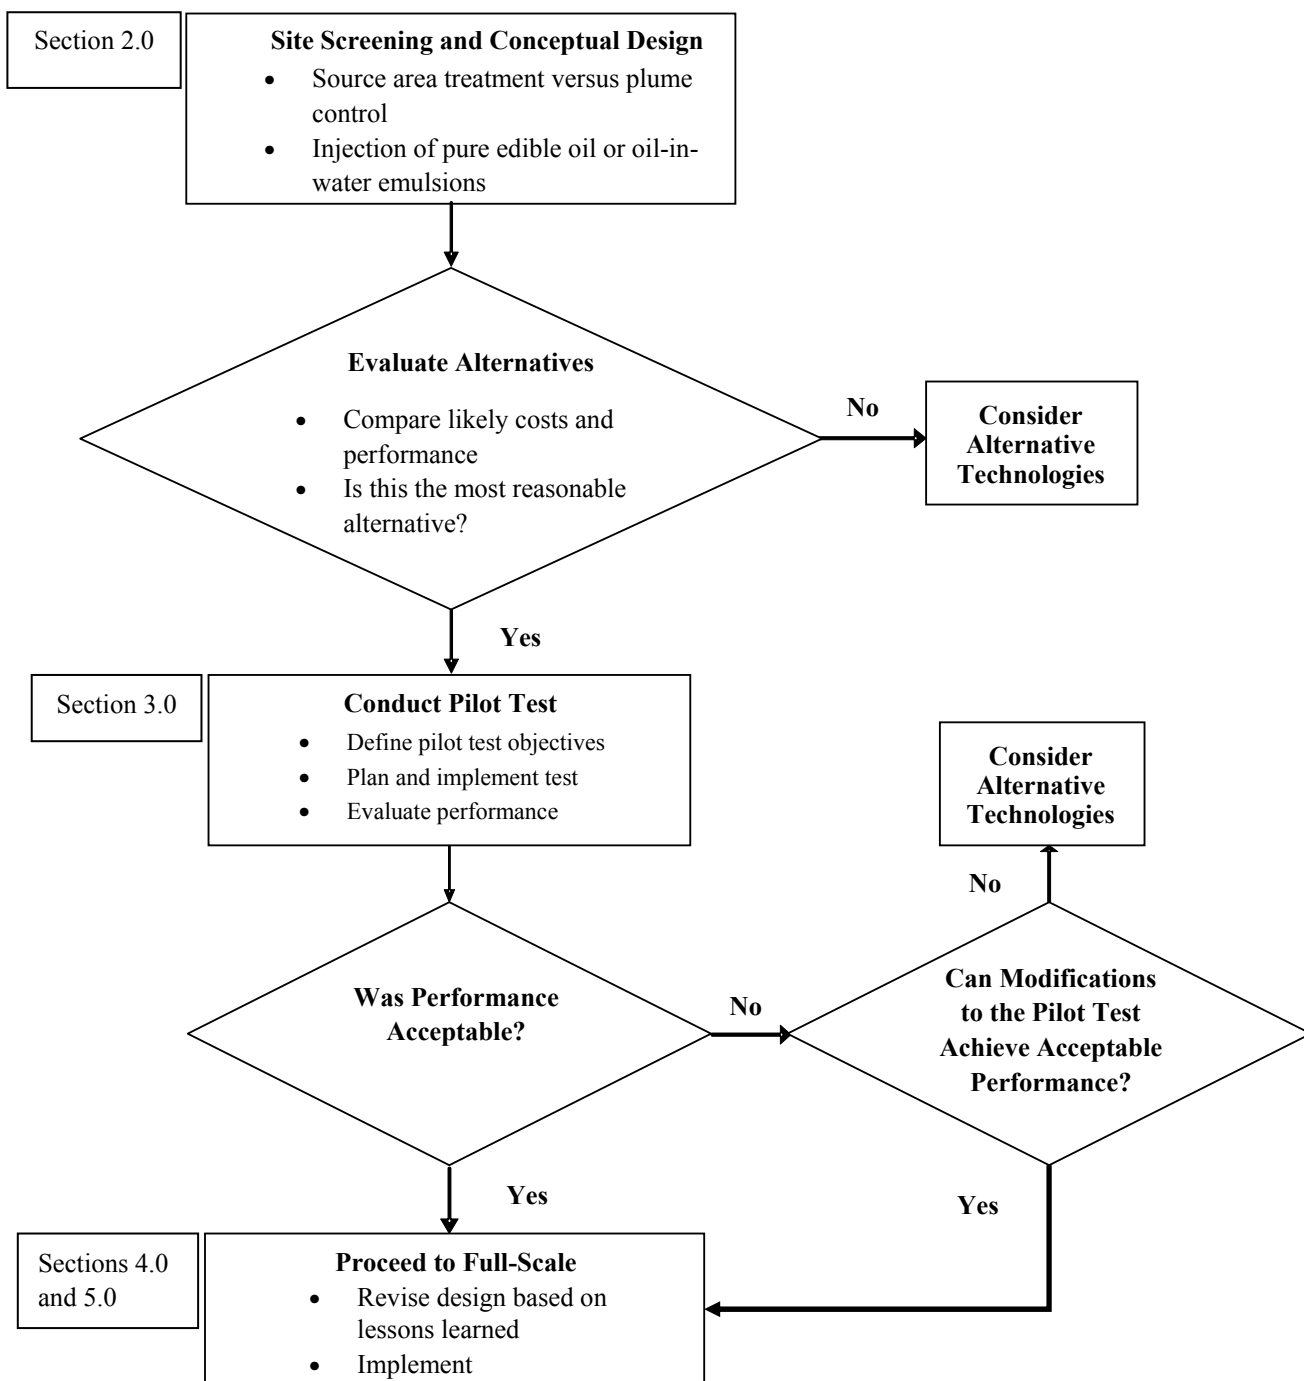 Section 2.0
Site Screening and Conceptual Design
• Source area treatment versus plume
control
• Injection of pure edible oil or oil-in-
water emulsions
Evaluate Alternatives
• Compare likely costs and
performance
• Is this the most reasonable
alternative?
No
Consider
Alternative
Technologies
Yes
Section 3.0
Conduct Pilot Test
• Define pilot test objectives
• Plan and implement test
• Evaluate performance
Consider
Alternative
Technologies
No
Was Performance
Acceptable?
No
Can Modifications
to the Pilot Test
Achieve Acceptable
Performance?
Yes
Yes
Sections 4.0
and 5.0
Proceed to Full-Scale
• Revise design based on
lessons learned
• Implement